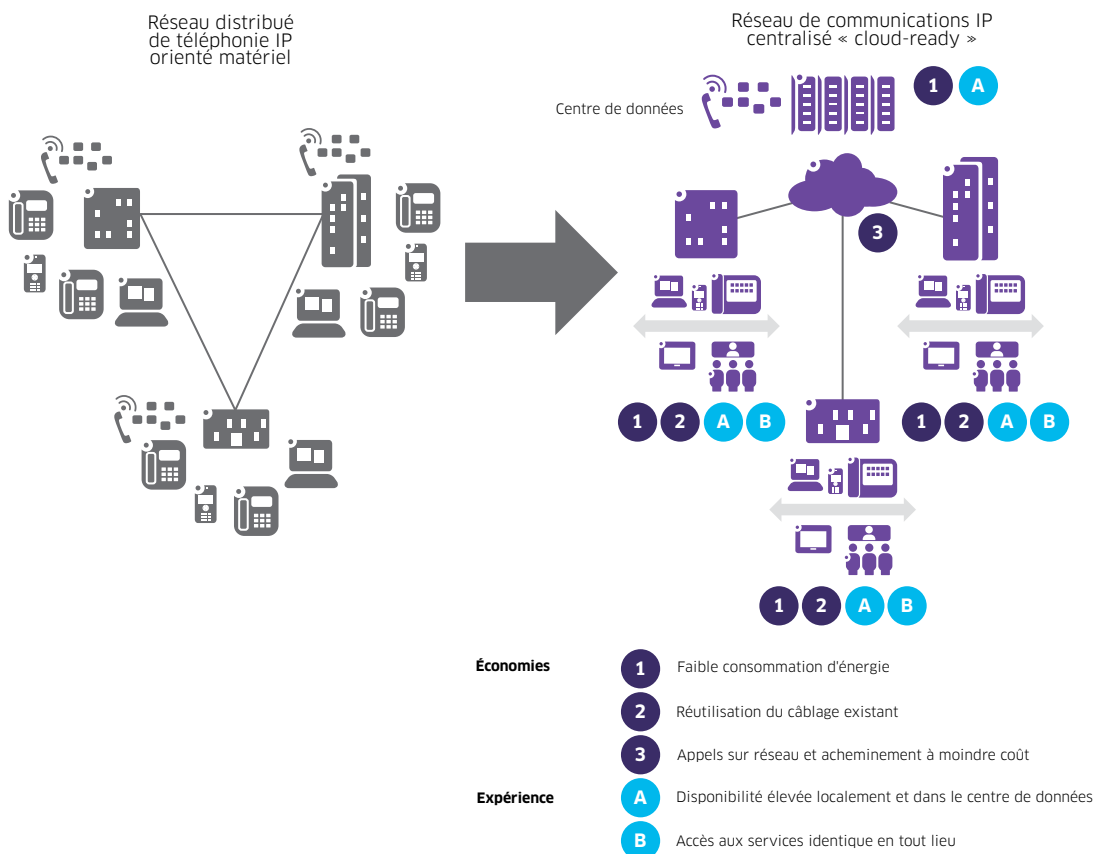 Réseau distribué
de téléphonie IP
orienté matériel
Réseau de communications IP
centralisé « cloud-ready »
Centre de données
1 A
3
1 2 A B
1 2 A B
1 2 A B
Économies
1 Faible consommation d'énergie
2 Réutilisation du câblage existant
3 Appels sur réseau et acheminement à moindre coût
Expérience
A Disponibilité élevée localement et dans le centre de données
B Accès aux services identique en tout lieu